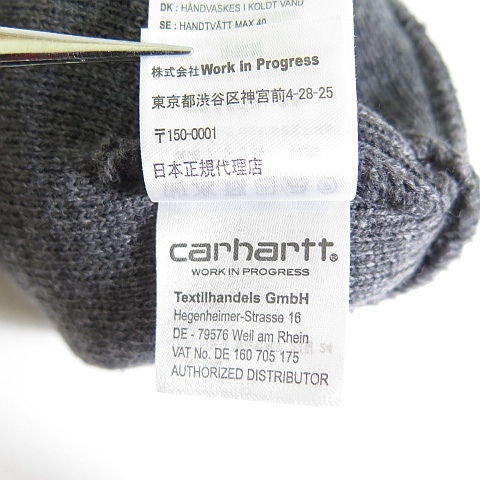 DK : HÅNDVASKES I KOLDT VAND
SE : HANDTVÄTT MAX 40
株式会社Work in Progress
東京都渋谷区神宮前4-28-25
〒150-0001
日本正規代理店
carhartt®
WORK IN PROGRESS
Textilhandels GmbH
Hegenheimer-Strasse 16
DE - 79576 Weil am Rhein
VAT No. DE 160 705 175
AUTHORIZED DISTRIBUTOR